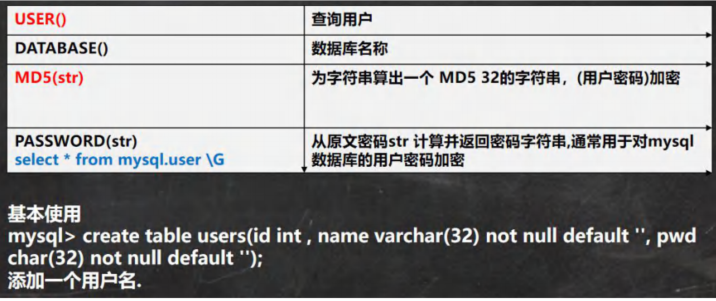 USER()
查询用户
DATABASE()
数据库名称
MD5(str)
为字符串算出一个 MD5 32的字符串，(用户密码)加密
PASSWORD(str)
select * from mysql.user \G
从原文密码str 计算并返回密码字符串,通常用于对mysql
数据库的用户密码加密
基本使用
mysql> create table users(id int , name varchar(32) not null default '', pwd
char(32) not null default '');
添加一个用户名.